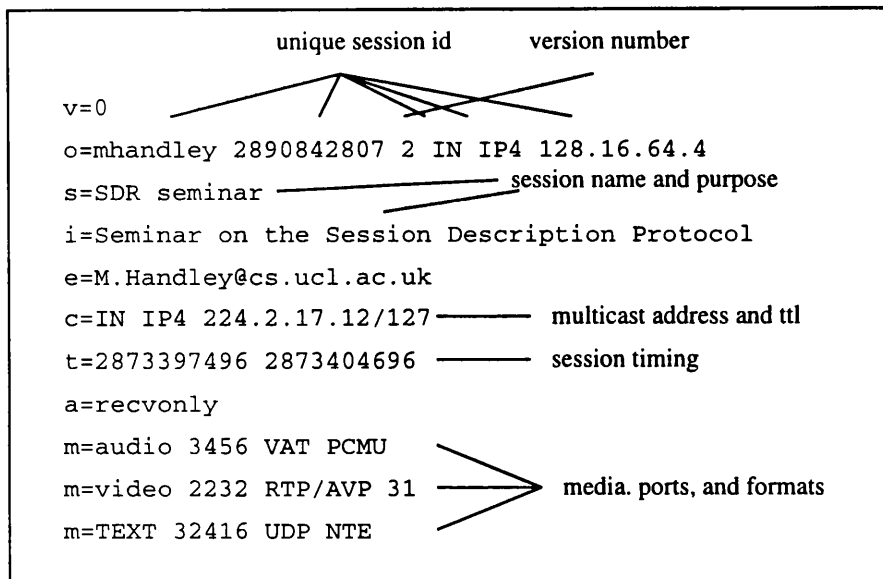 unique session id version number
v=0
o=mhandley 2890842807 2 IN IP4 128.16.64.4
s=SDR seminar session name and purpose
i=Seminar on the Session Description Protocol
e=M.Handley@cs.ucl.ac.uk
c=IN IP4 224.2.17.12/127 multicast address and ttl
t=2873397496 2873404696 session timing
a=recvonly
m=audio 3456 VAT PCMU
m=video 2232 RTP/AVP 31 media. ports, and formats
m=TEXT 32416 UDP NTE